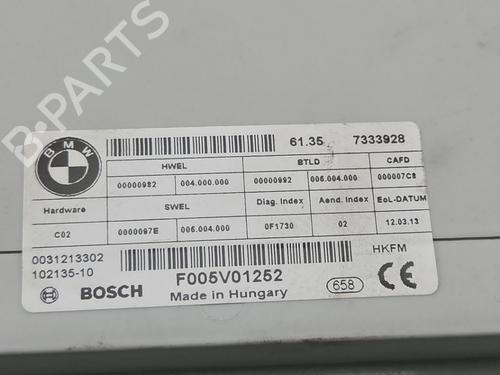 B-PARTS
BMW
61.35 7333928
HWEL BTLD CAFD
00000982 004.000.000 00000992 006.004.000 000007C8
Hardware SWEL Diag. Index Aend. Index EoL-DATUM
C02 0000097E 005.004.000 0F1730 02 12.03.13
0031213302 HKFM
102135-10 F005V01252
BOSCH Made in Hungary 658 CE